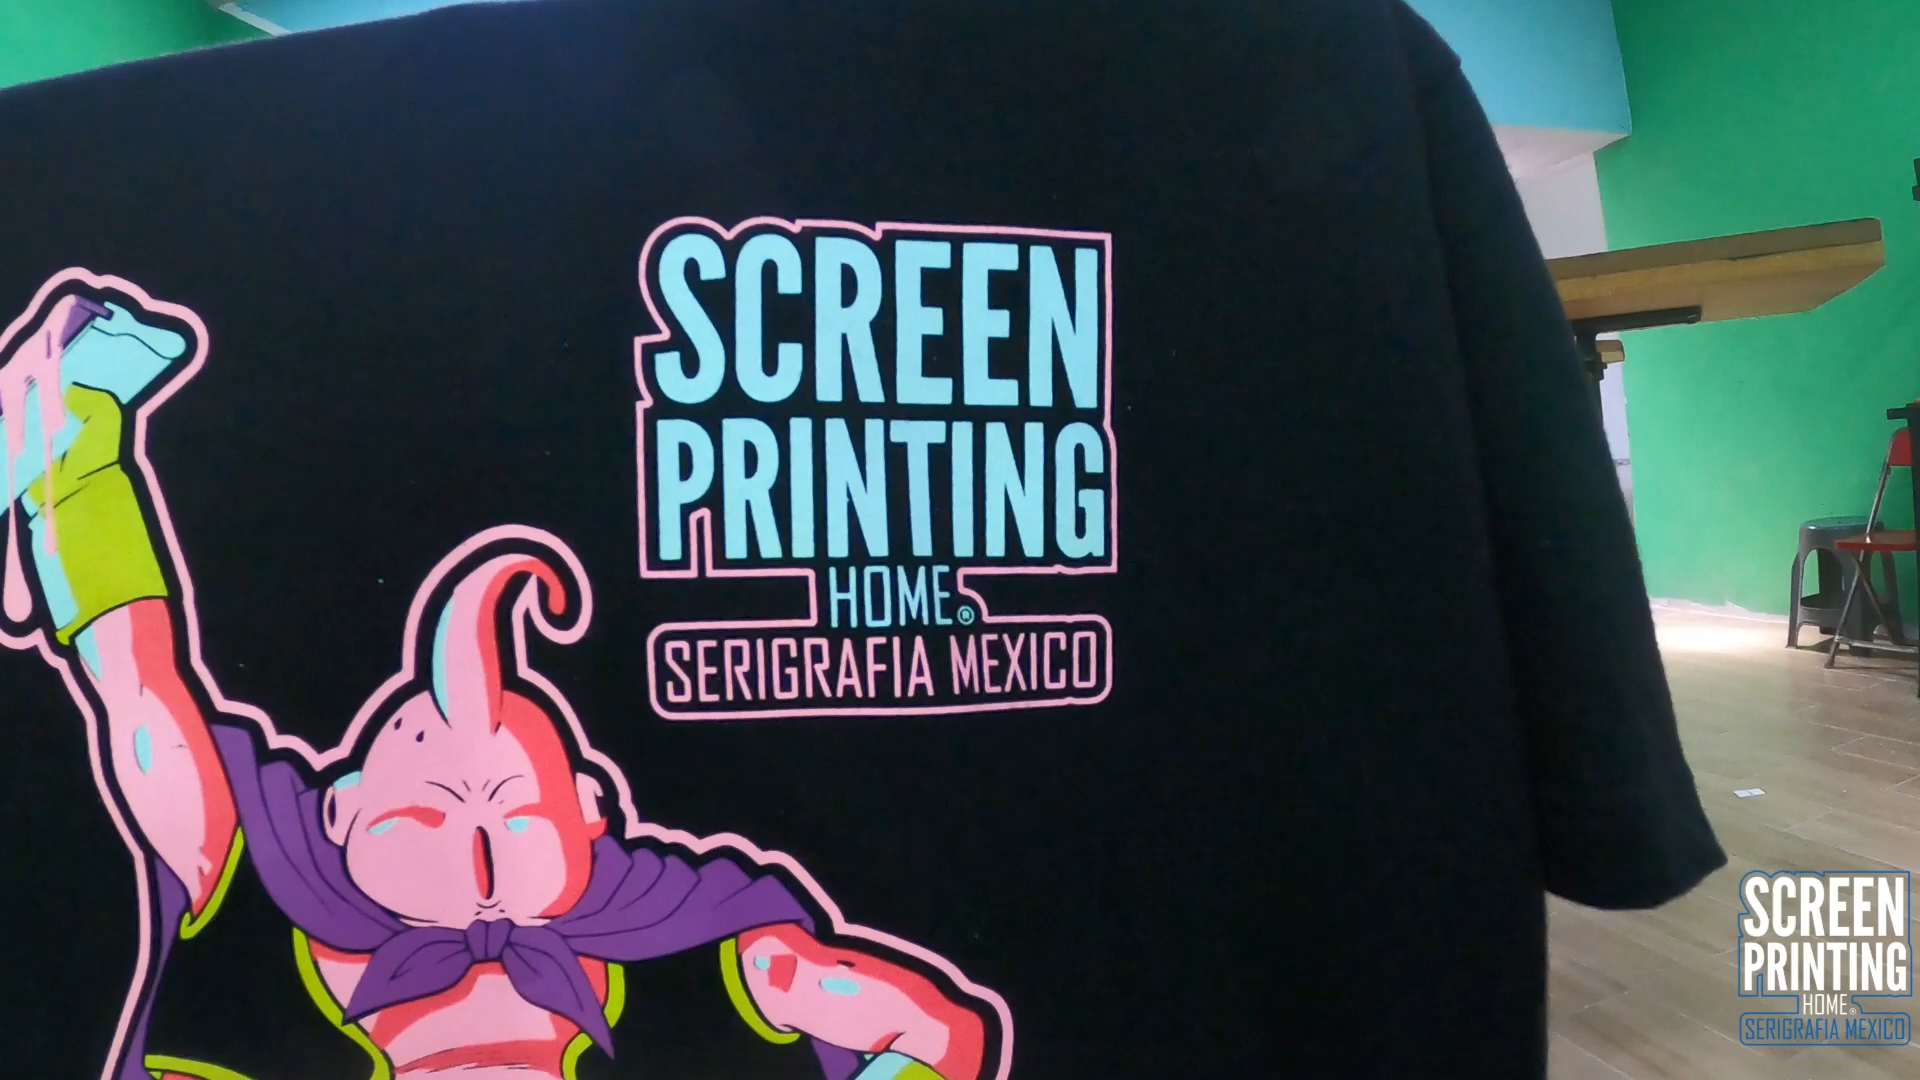 SCREEN
PRINTING
HOME®
SERIGRAFIA MEXICO
SCREEN
PRINTING
HOME®
SERIGRAFIA MEXICO